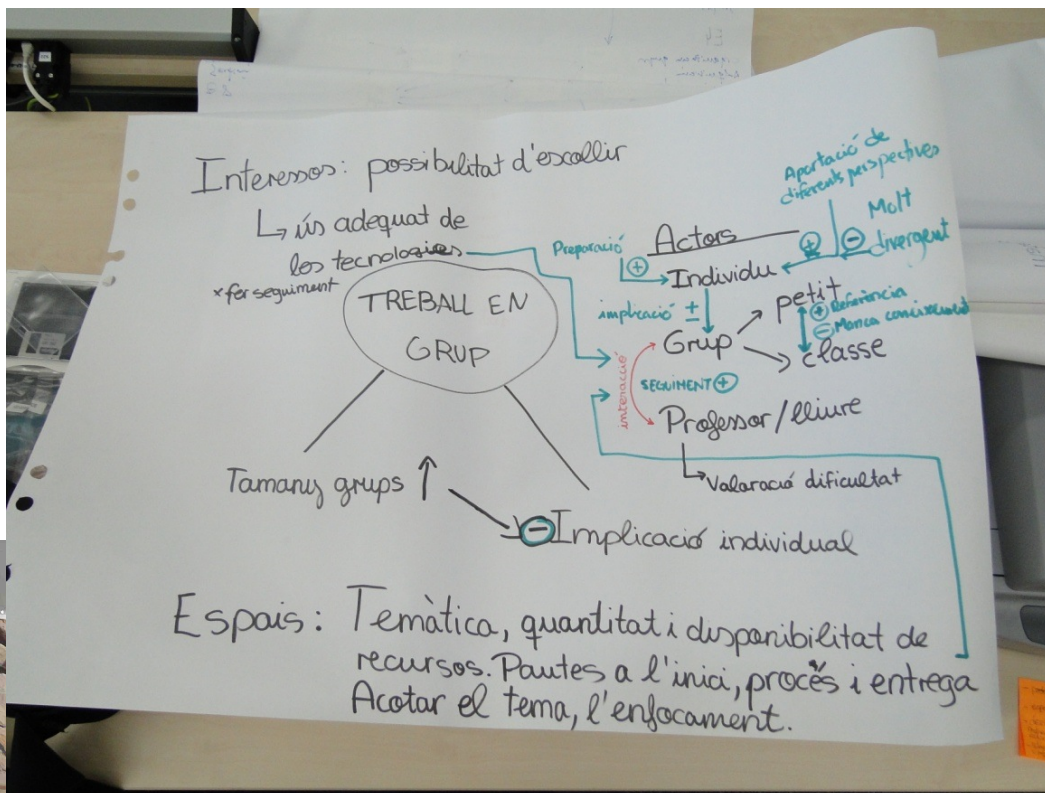 Interessos: possibilitat d'escollir
↳ ús adequat de
les tecnologies
* fer seguiment
TREBALL EN
GRUP
Tamany grups ↑
⊖ Implicació individual
Aportació de
diferents perspectives
Molt
divergent
⊕
⊖
Actors
Preparació
⊕
Individu
implicació ±
Grup
petit
⊕ Referència
⊖ Manca coneixement
classe
interacció
SEGUIMENT ⊕
Professor/lliure
↳ Valoració dificultat
Espais: Temàtica, quantitat i disponibilitat de
recursos. Pautes a l'inici, procés i entrega
Acotar el tema, l'enfocament.